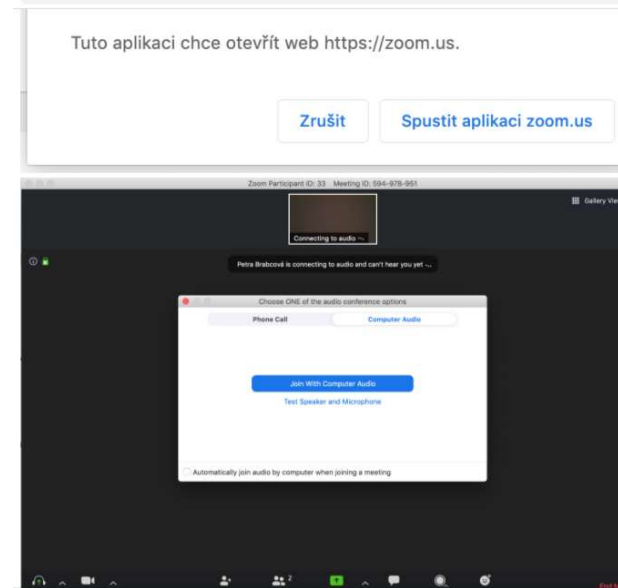 Tuto aplikaci chce otevřít web https://zoom.us.
Zrušit Spustit aplikaci zoom.us
Zoom Participant ID: 33 Meeting ID: 594-978-951
Gallery Vie
Connecting to audio
Petra Brabcová is connecting to audio and can't hear you yet
Choose ONE of the audio conference options
Phone Call Computer Audio
Join With Computer Audio
Test Speaker and Microphone
Automatically join audio by computer when joining a meeting
2
End